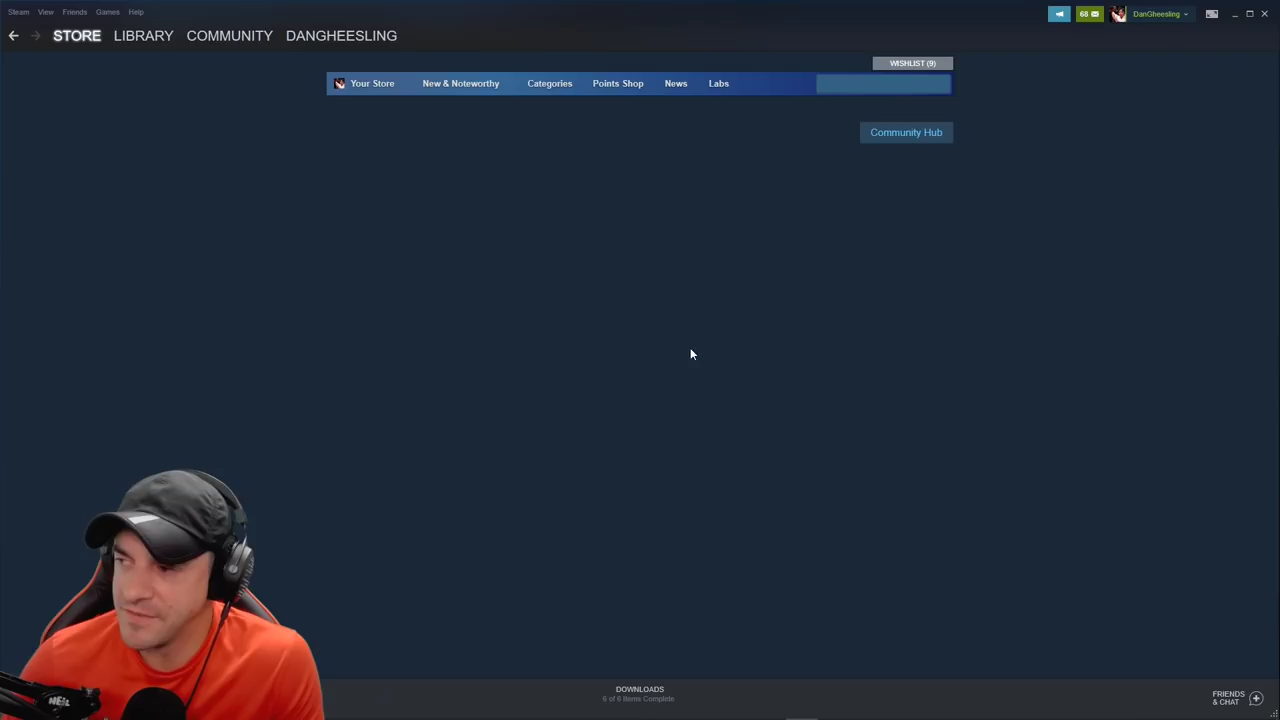 Steam View Friends Games Help
68 DanGheesling
STORE LIBRARY COMMUNITY DANGHEESLING
WISHLIST (9)
Your Store New & Noteworthy Categories Points Shop News Labs
Community Hub
DOWNLOADS
6 of 6 Items Complete
FRIENDS
& CHAT